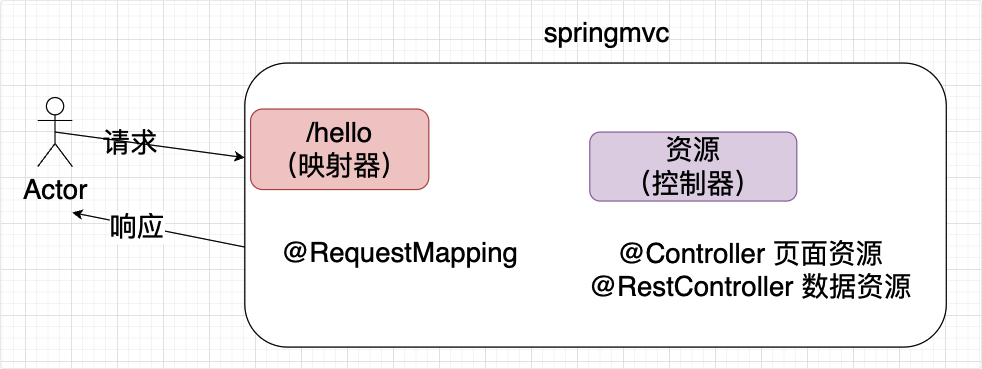 springmvc
/hello
（映射器）
资源
（控制器）
请求
Actor
响应
@RequestMapping
@Controller 页面资源
@RestController 数据资源